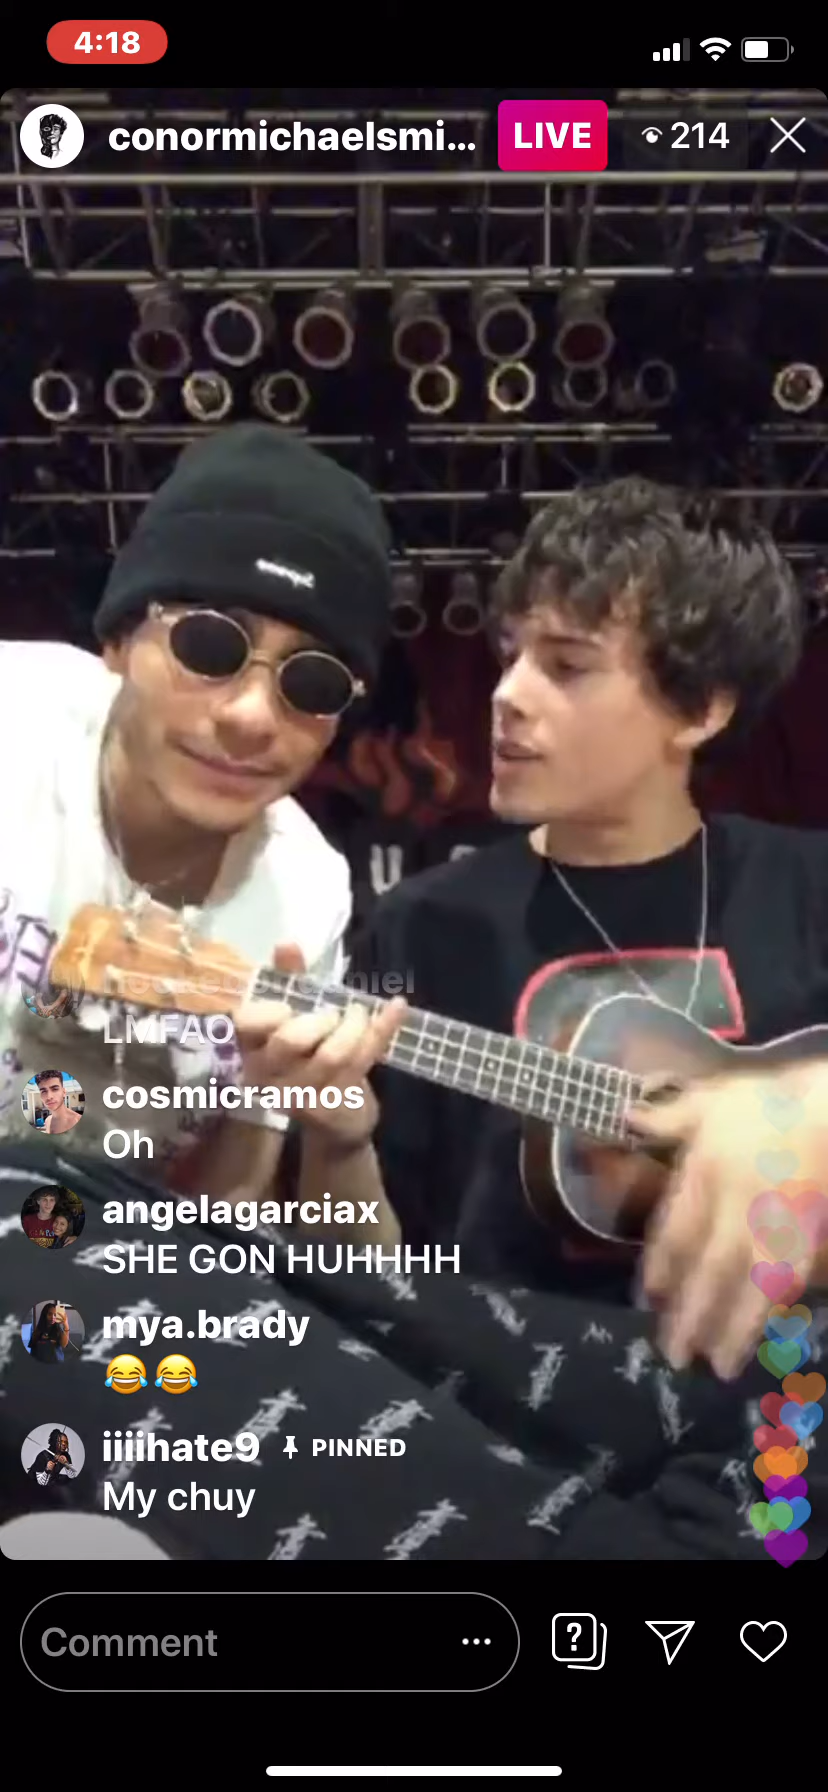 4:18
conormichaelsmi...
LIVE
214
LMFAO
cosmicramos
Oh
angelagarciax
SHE GON HUHHHH
mya.brady
😂😂
iiiihate9 PINNED
My chuy
Comment